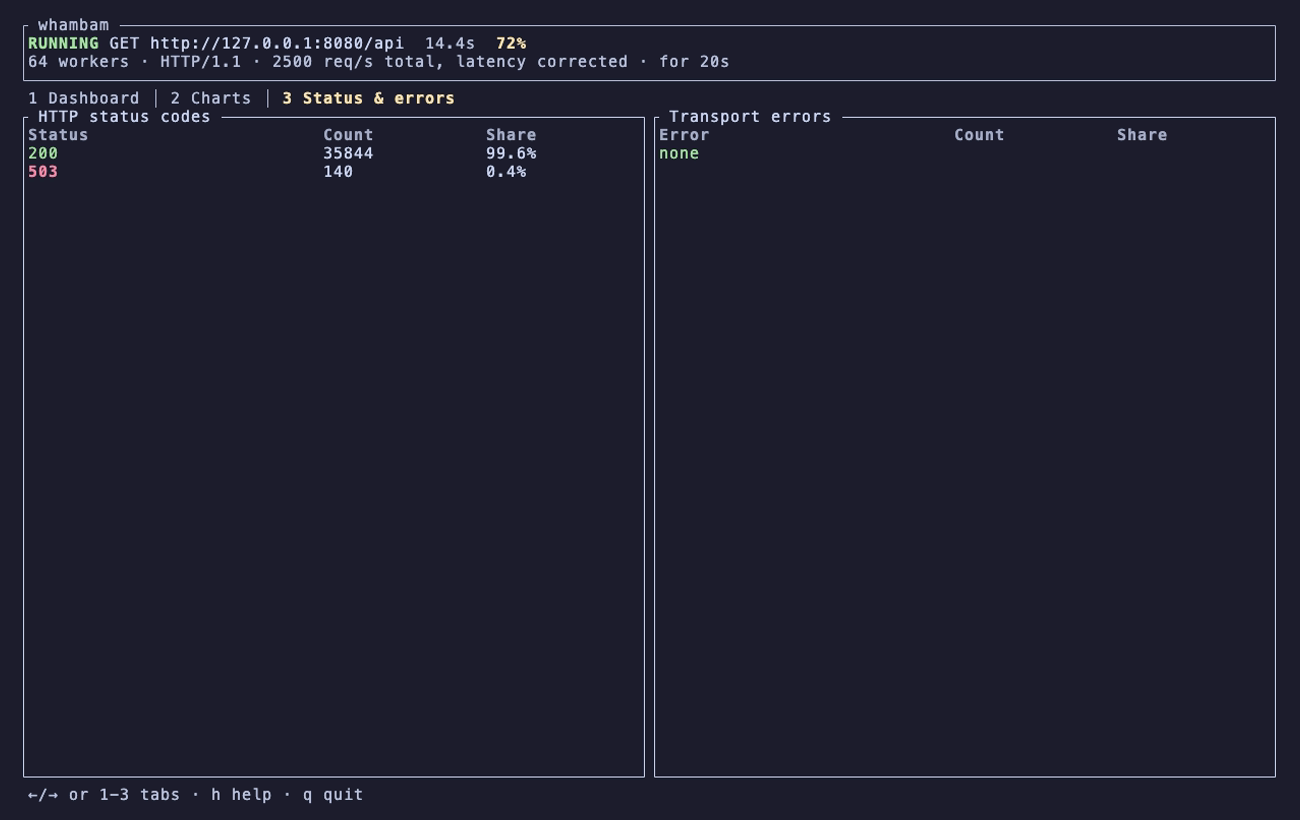 whambam
RUNNING GET http://127.0.0.1:8080/api 14.4s 72%
64 workers · HTTP/1.1 · 2500 req/s total, latency corrected · for 20s
1 Dashboard │ 2 Charts │ 3 Status & errors
HTTP status codes
Status Count Share
200 35844 99.6%
503 140 0.4%
Transport errors
Error Count Share
none
←/→ or 1-3 tabs · h help · q quit